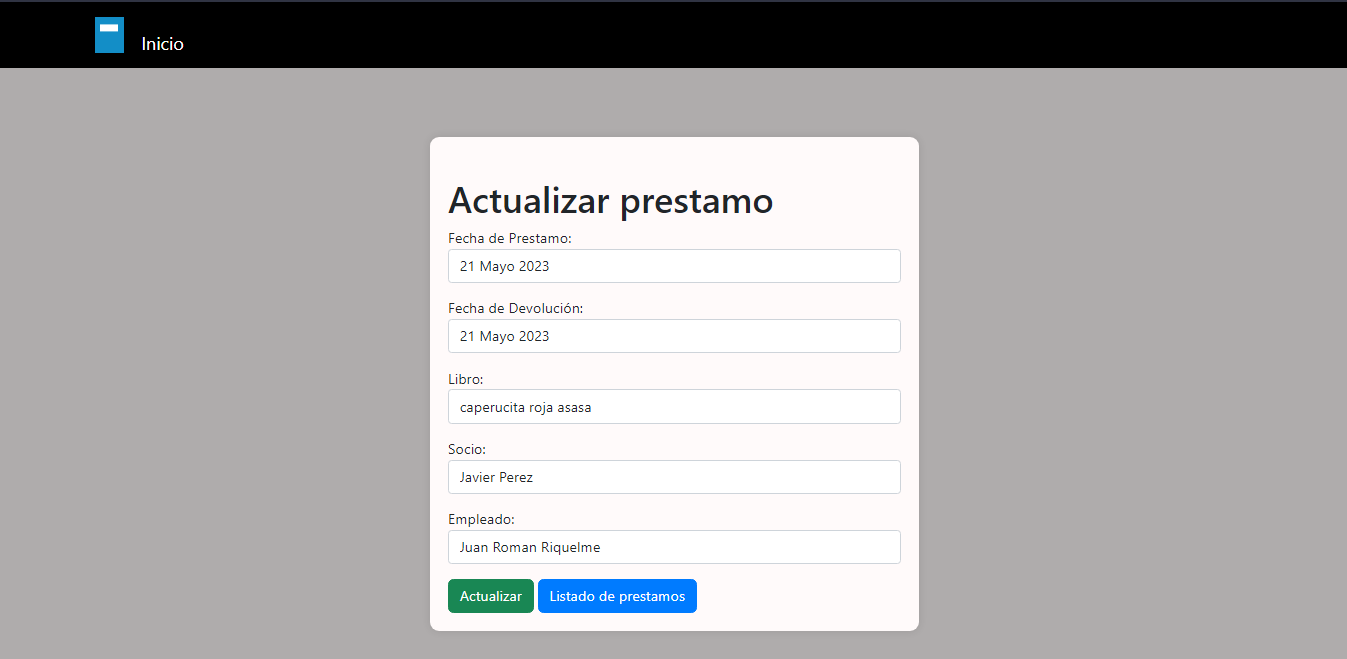 Inicio
Actualizar prestamo
Fecha de Prestamo:
21 Mayo 2023
Fecha de Devolución:
21 Mayo 2023
Libro:
caperucita roja asasa
Socio:
Javier Perez
Empleado:
Juan Roman Riquelme
Actualizar Listado de prestamos